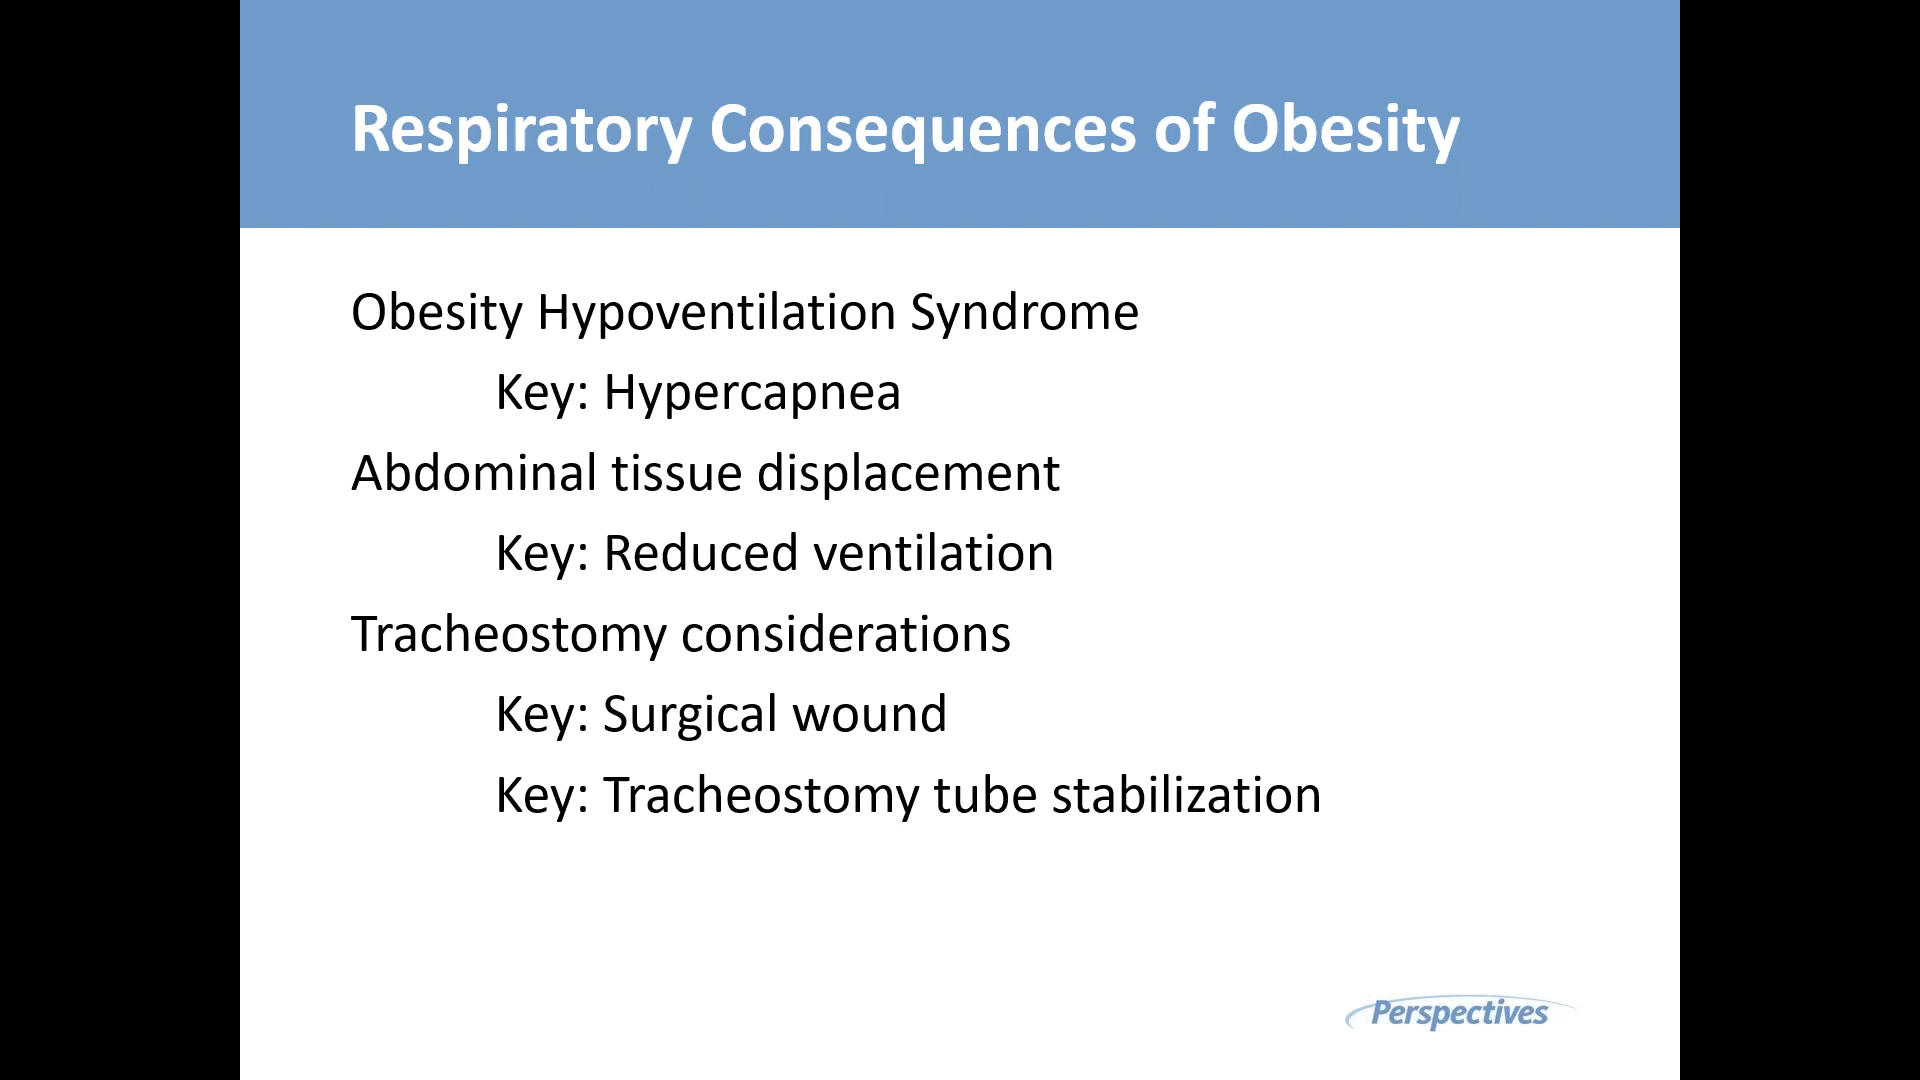 Respiratory Consequences of Obesity
Obesity Hypoventilation Syndrome
Key: Hypercapnea
Abdominal tissue displacement
Key: Reduced ventilation
Tracheostomy considerations
Key: Surgical wound
Key: Tracheostomy tube stabilization
Perspectives